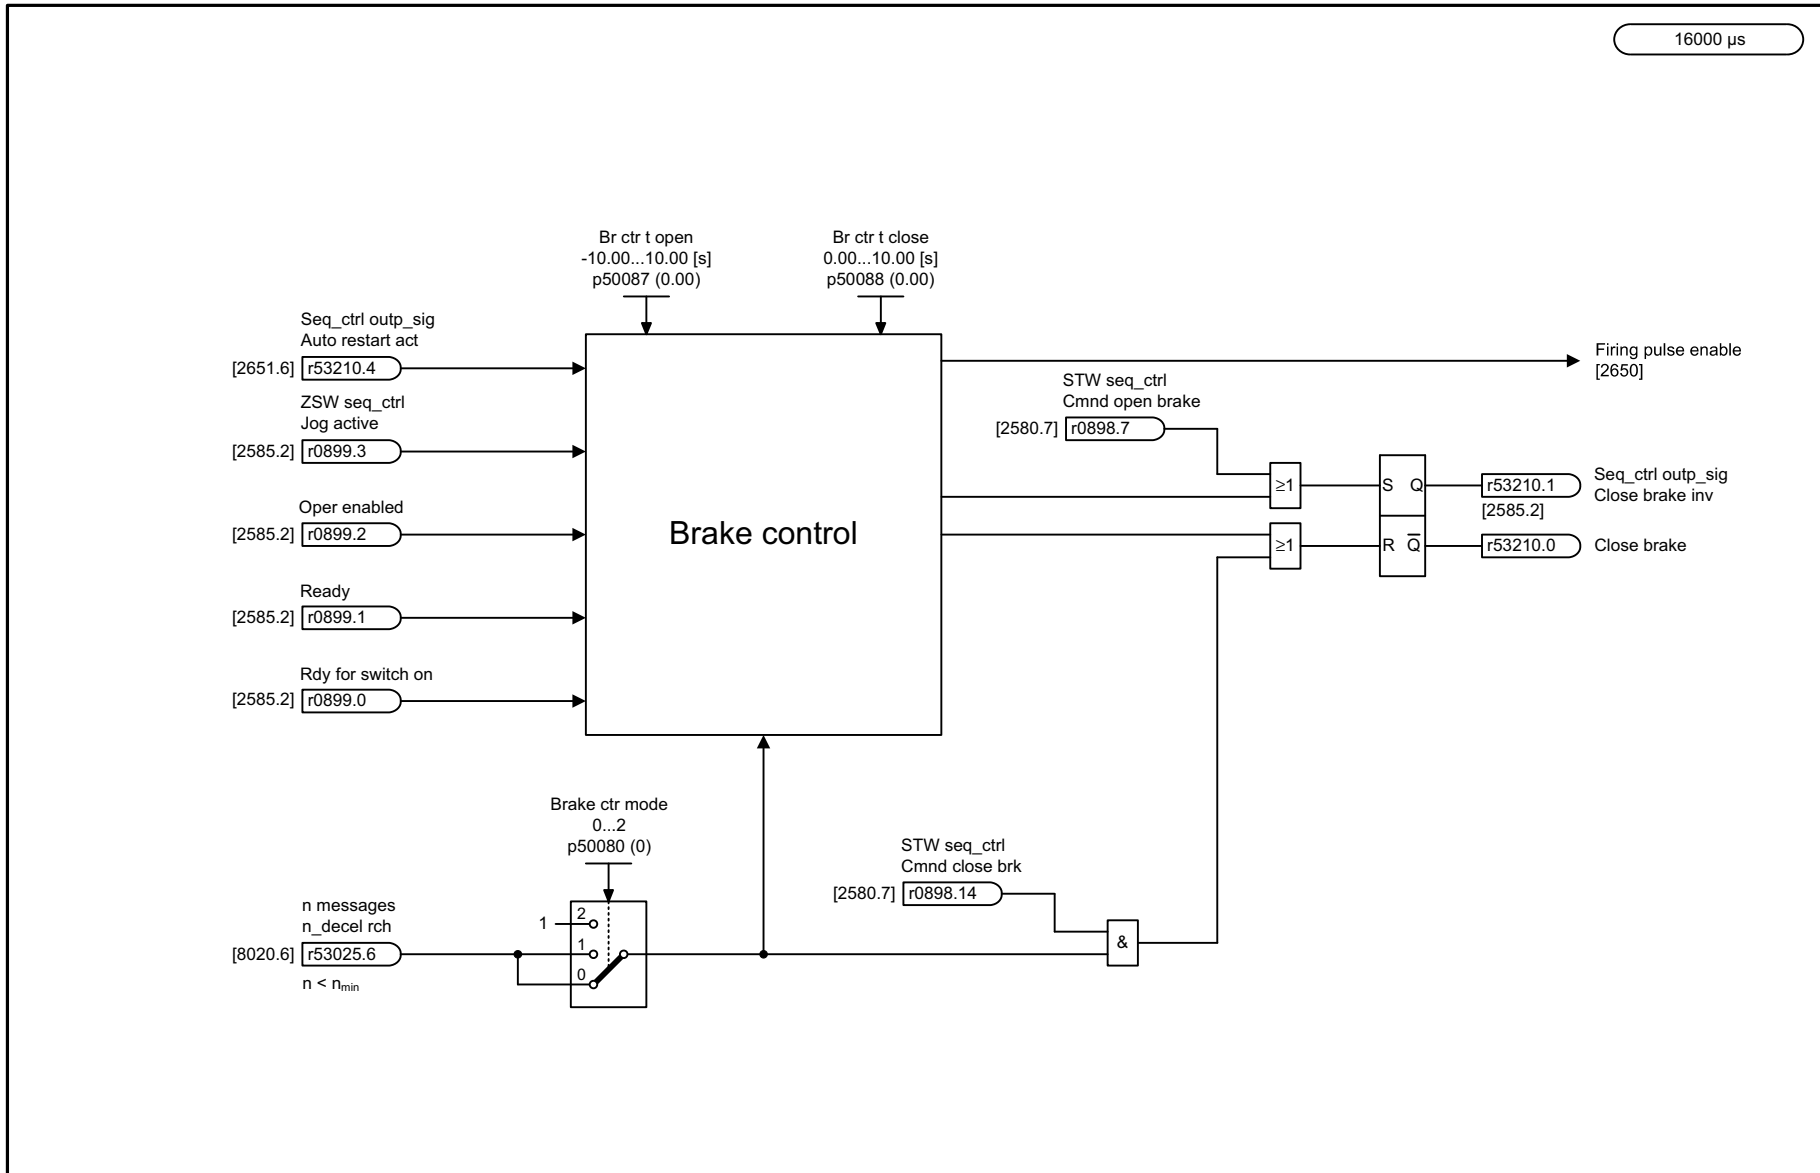 16000 µs
Br ctr t open
-10.00...10.00 [s]
p50087 (0.00)
Br ctr t close
0.00...10.00 [s]
p50088 (0.00)
Seq_ctrl outp_sig
Auto restart act
[2651.6] r53210.4
ZSW seq_ctrl
Jog active
[2585.2] r0899.3
Oper enabled
[2585.2] r0899.2
Ready
[2585.2] r0899.1
Rdy for switch on
[2585.2] r0899.0
Brake control
Firing pulse enable
[2650]
STW seq_ctrl
Cmnd open brake
[2580.7] r0898.7
≥1
≥1
S Q
R Q̅
r53210.1
[2585.2]
Seq_ctrl outp_sig
Close brake inv
r53210.0 Close brake
Brake ctr mode
0...2
p50080 (0)
STW seq_ctrl
Cmnd close brk
[2580.7] r0898.14
&
n messages
n_decel rch
[8020.6] r53025.6
n < nmin
1 2
1
0